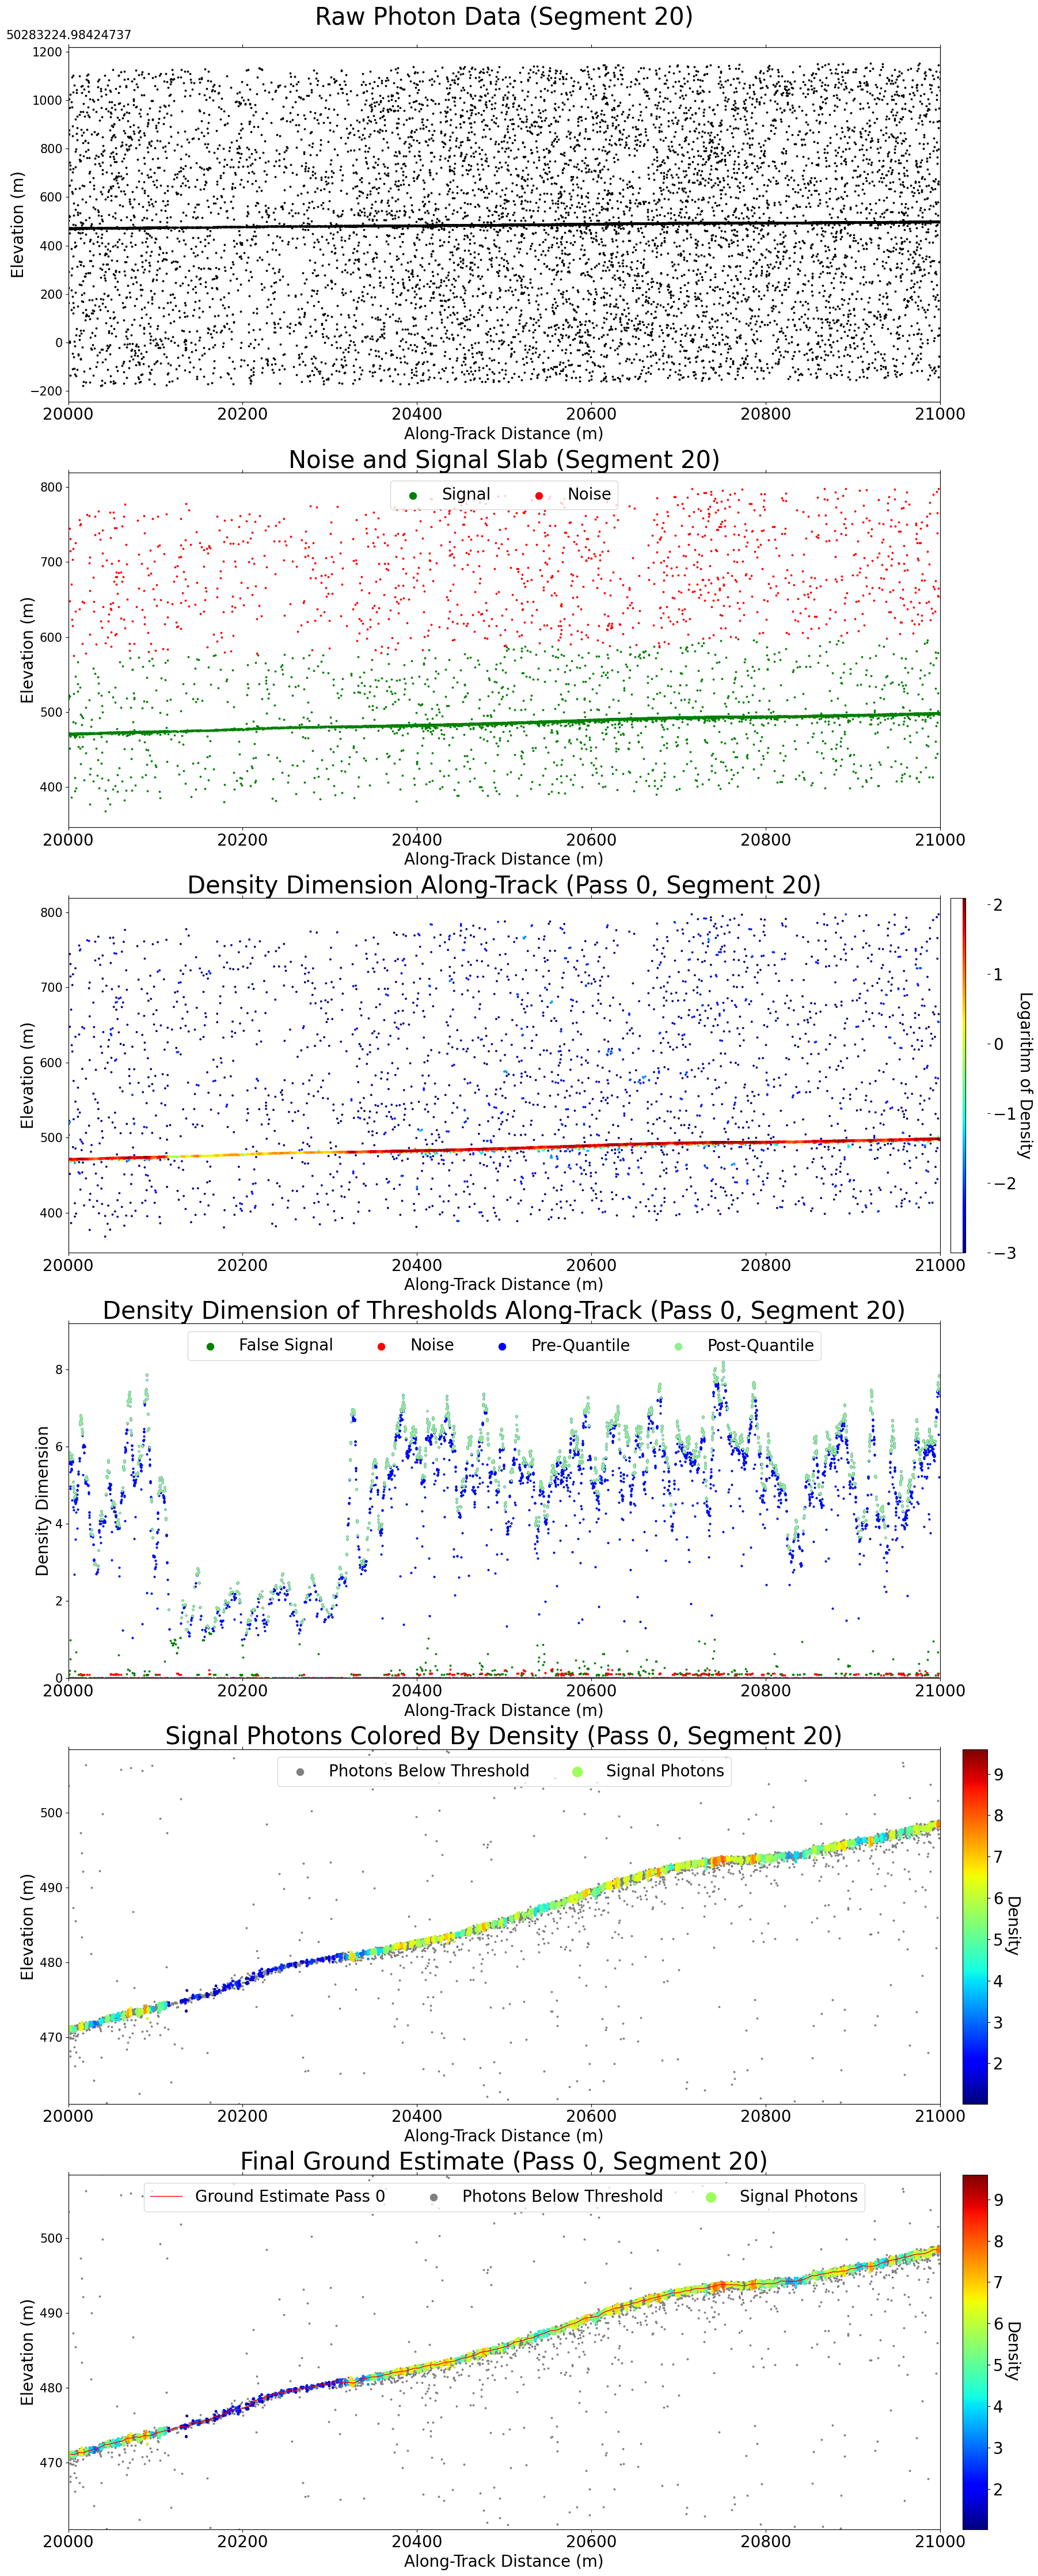 Raw Photon Data (Segment 20)
50283224.98424737
1200
1000
800
600
400
200
0
−200
Elevation (m)
20000 20200 20400 20600 20800 21000
Along-Track Distance (m)
Noise and Signal Slab (Segment 20)
Signal Noise
800
700
600
500
400
Elevation (m)
20000 20200 20400 20600 20800 21000
Along-Track Distance (m)
Density Dimension Along-Track (Pass 0, Segment 20)
800
700
600
500
400
Elevation (m)
20000 20200 20400 20600 20800 21000
Along-Track Distance (m)
2
1
0
−1
−2
−3
Logarithm of Density
Density Dimension of Thresholds Along-Track (Pass 0, Segment 20)
False Signal Noise Pre-Quantile Post-Quantile
8
6
4
2
0
Density Dimension
20000 20200 20400 20600 20800 21000
Along-Track Distance (m)
Signal Photons Colored By Density (Pass 0, Segment 20)
Photons Below Threshold Signal Photons
500
490
480
470
Elevation (m)
20000 20200 20400 20600 20800 21000
Along-Track Distance (m)
9
8
7
6
5
4
3
2
Density
Final Ground Estimate (Pass 0, Segment 20)
Ground Estimate Pass 0 Photons Below Threshold Signal Photons
500
490
480
470
Elevation (m)
20000 20200 20400 20600 20800 21000
Along-Track Distance (m)
9
8
7
6
5
4
3
2
Density